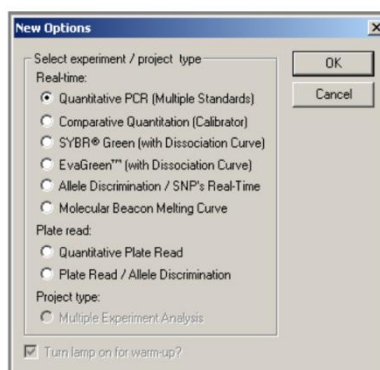 New Options
Select experiment / project type
Real-time:
Quantitative PCR (Multiple Standards)
Comparative Quantitation (Calibrator)
SYBR® Green (with Dissociation Curve)
EvaGreen™ (with Dissociation Curve)
Allele Discrimination / SNP's Real-Time
Molecular Beacon Melting Curve
Plate read:
Quantitative Plate Read
Plate Read / Allele Discrimination
Project type:
Multiple Experiment Analysis
Turn lamp on for warm-up?
OK
Cancel